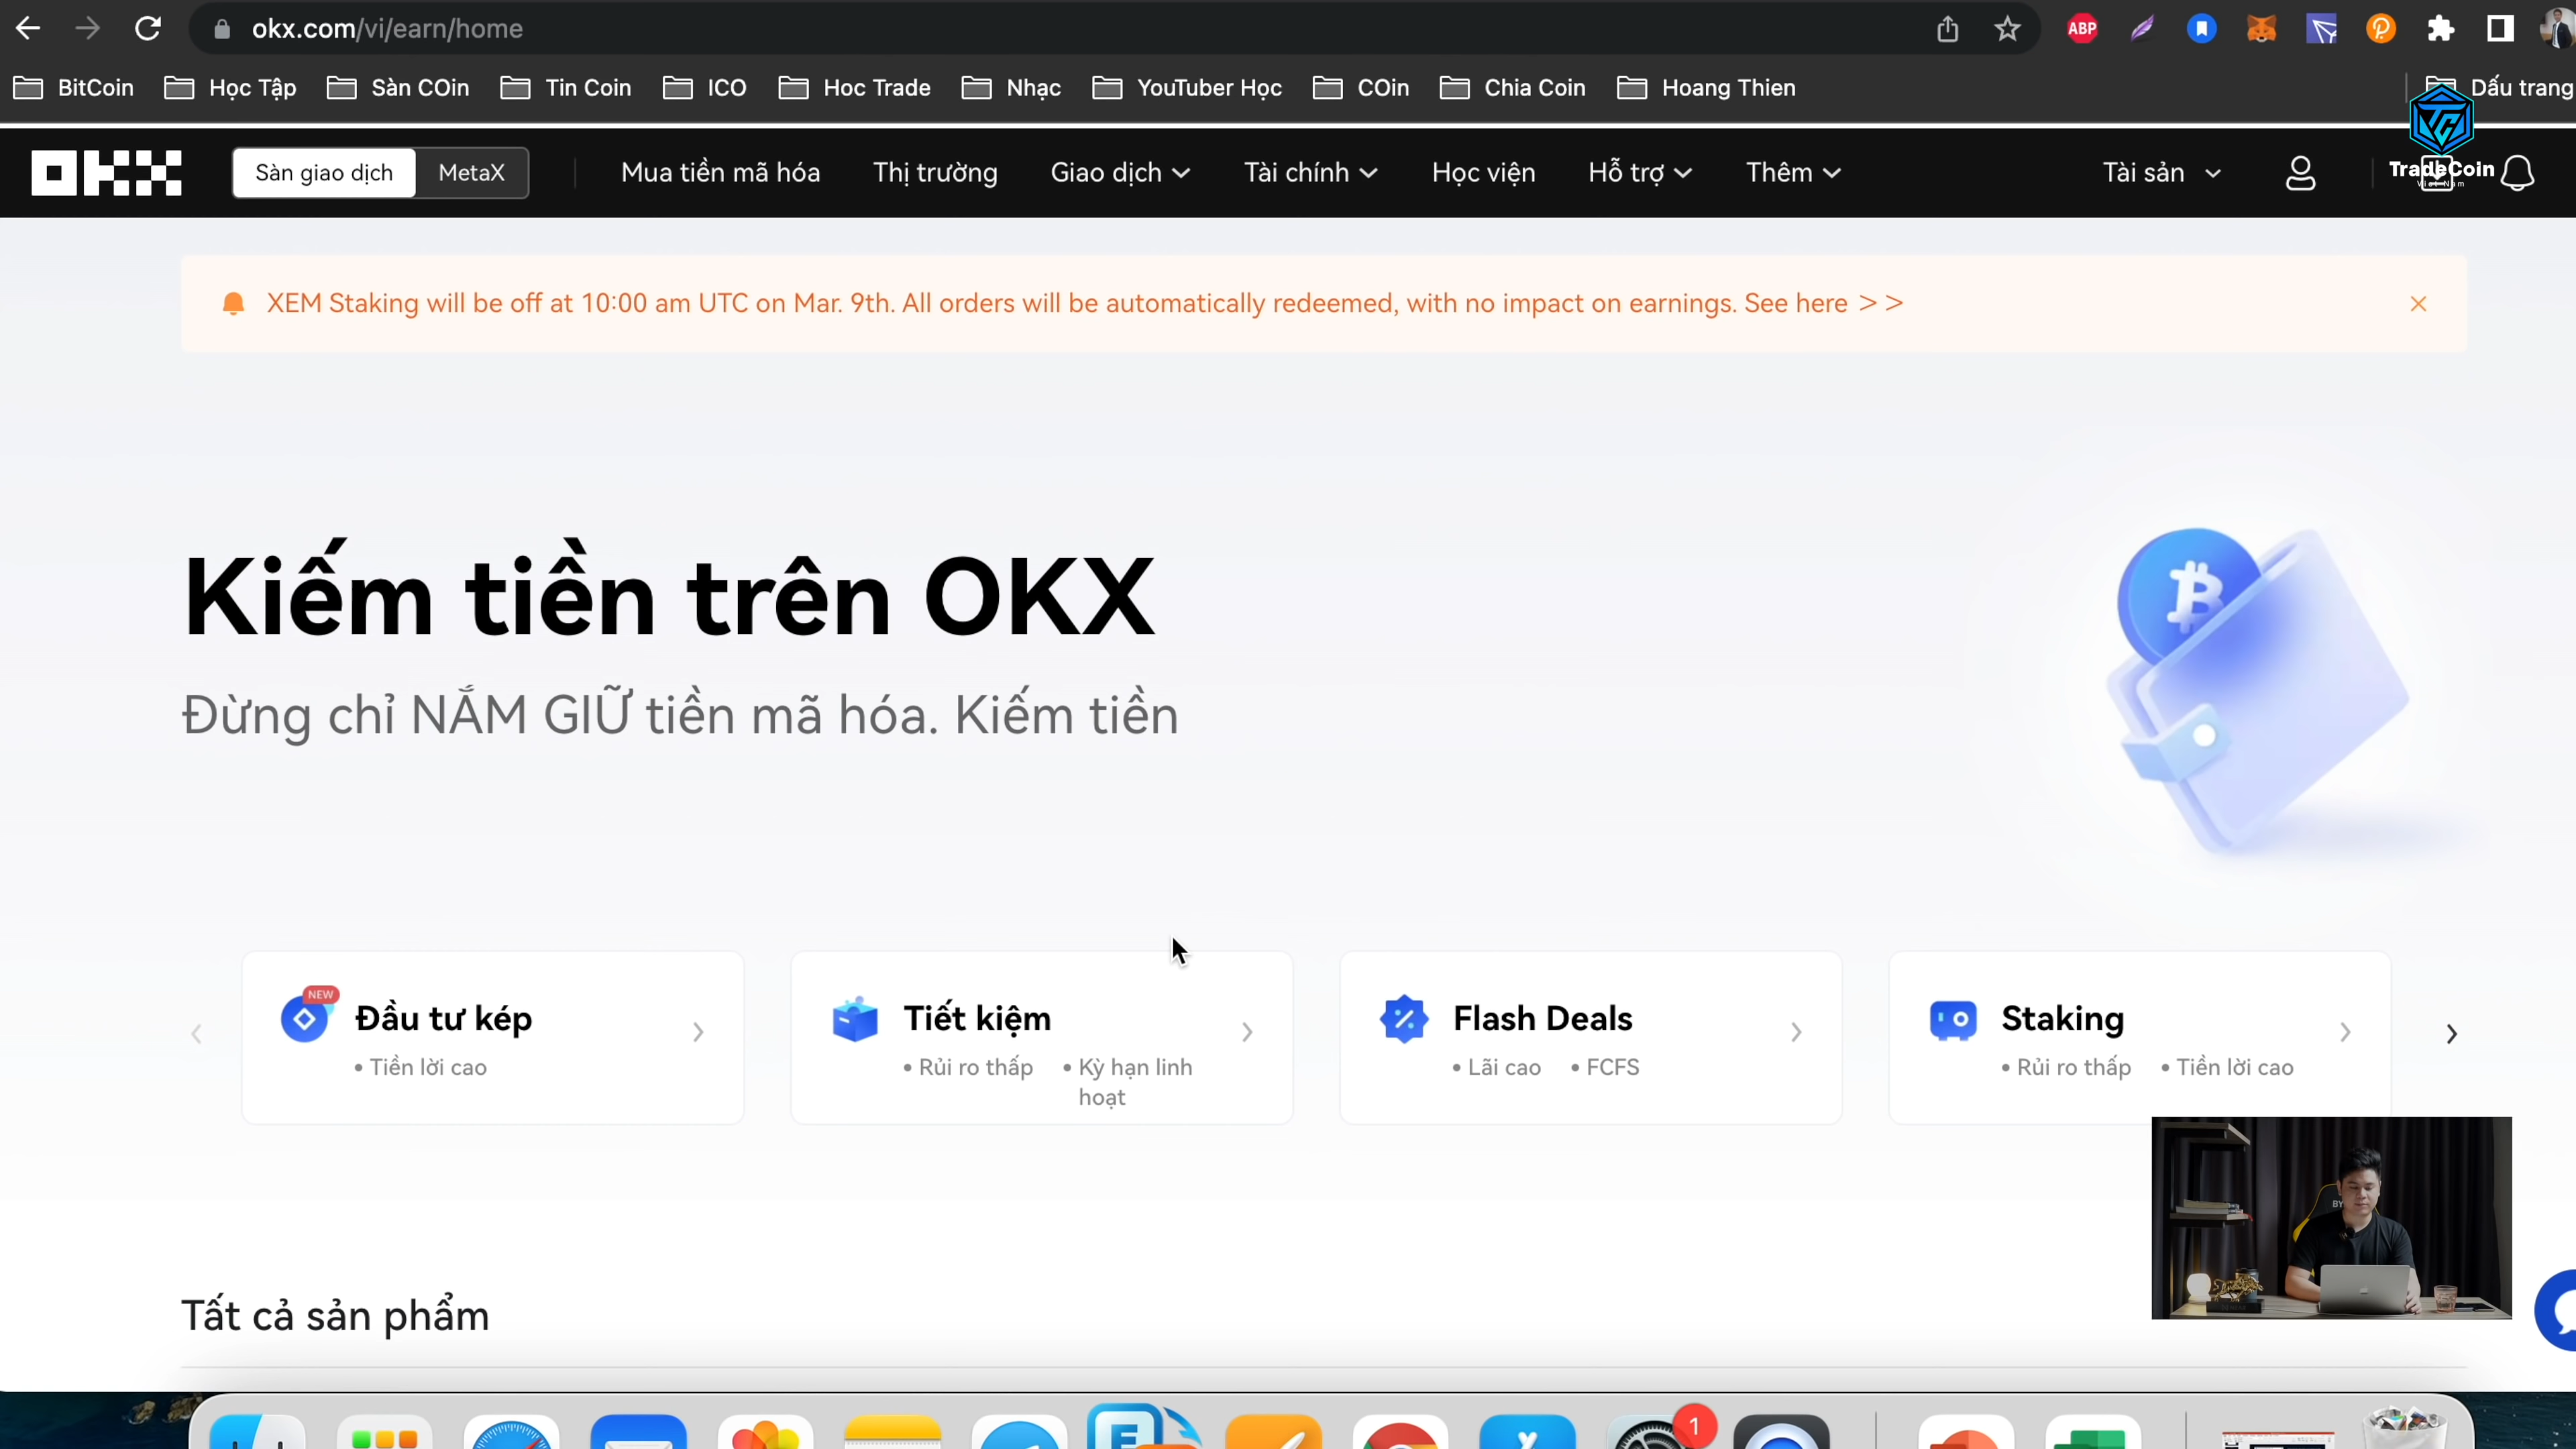 okx.com/vi/earn/home
ABP
BitCoin Học Tập Sàn COin Tin Coin ICO Hoc Trade Nhạc YouTuber Học COin Chia Coin Hoang Thien Dấu trang
OKX Sàn giao dịch MetaX Mua tiền mã hóa Thị trường Giao dịch Tài chính Học viện Hỗ trợ Thêm Tài sản
TradeCoin
Việt Nam
XEM Staking will be off at 10:00 am UTC on Mar. 9th. All orders will be automatically redeemed, with no impact on earnings. See here >>
Kiếm tiền trên OKX
Đừng chỉ NẮM GIỮ tiền mã hóa. Kiếm tiền
NEW
Đầu tư kép
• Tiền lời cao
Tiết kiệm
• Rủi ro thấp • Kỳ hạn linh
hoạt
Flash Deals
• Lãi cao • FCFS
Staking
• Rủi ro thấp • Tiền lời cao
Tất cả sản phẩm
1